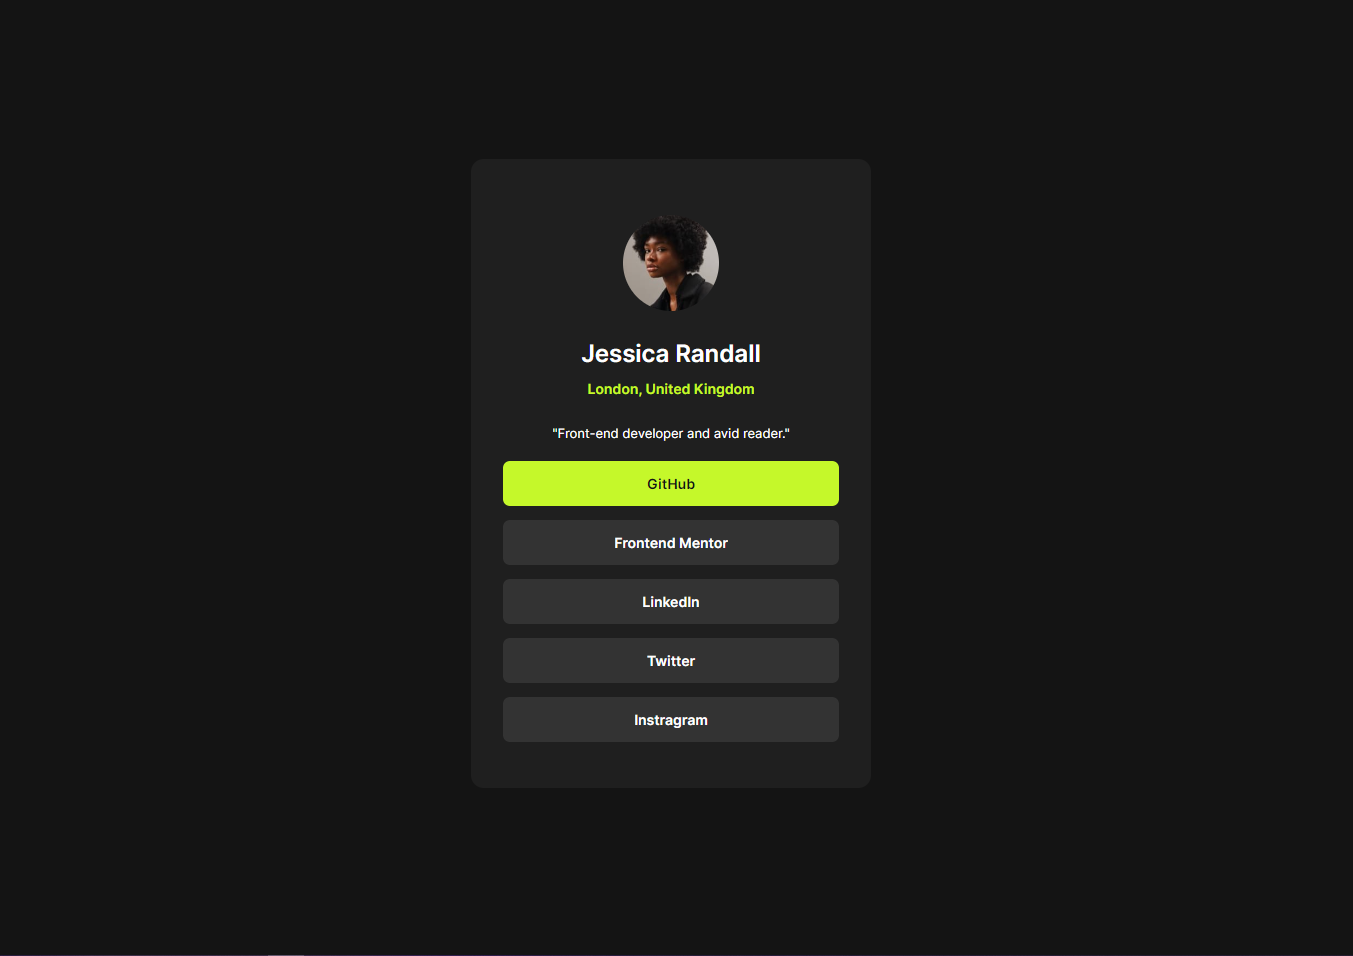 Jessica Randall
London, United Kingdom
"Front-end developer and avid reader."
GitHub
Frontend Mentor
LinkedIn
Twitter
Instragram